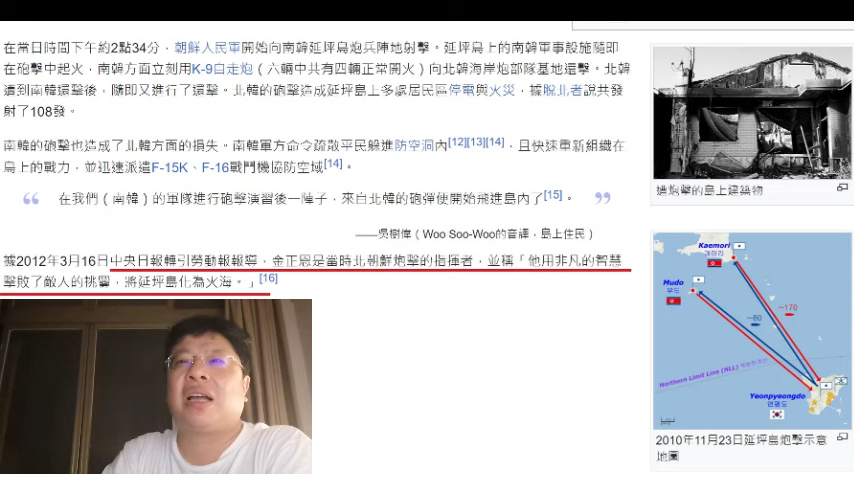 在當日時間下午約2點34分，朝鮮人民軍開始向南韓延坪島炮兵陣地射擊。延坪島上的南韓軍事設施隨即
在砲擊中起火，南韓方面立刻用K-9自走炮（六輛中共有四輛正常開火）向北韓海岸炮部隊基地還擊。北韓
遭到南韓還擊後，隨即又進行了還擊。北韓的砲擊造成延坪島上多處居民區停電與火災，據脫北者說共發
射了108發。
南韓的砲擊也造成了北韓方面的損失。南韓軍方命令疏散平民躲進防空洞內[12][13][14]，且快速重新組織在
島上的戰力，並迅速派遣F-15K、F-16戰鬥機協防空域[14]。
“ 在我們（南韓）的軍隊進行砲擊演習後一陣子，來自北韓的砲彈便開始飛進島內了[15]。 ”
——吳樹偉（Woo Soo-Woo的音譯，島上住民）
據2012年3月16日中央日報轉引勞動報報導，金正恩是當時北朝鮮炮擊的指揮者，並稱「他用非凡的智慧
擊敗了敵人的挑釁，將延坪島化為火海。」[16]
遭炮擊的島上建築物
Kaemori
개머리
Mudo
무도
~170
~80
Northern Limit Line (NLL)
Yeonpyeongdo
연평도
2010年11月23日延坪島炮擊示意
地圖